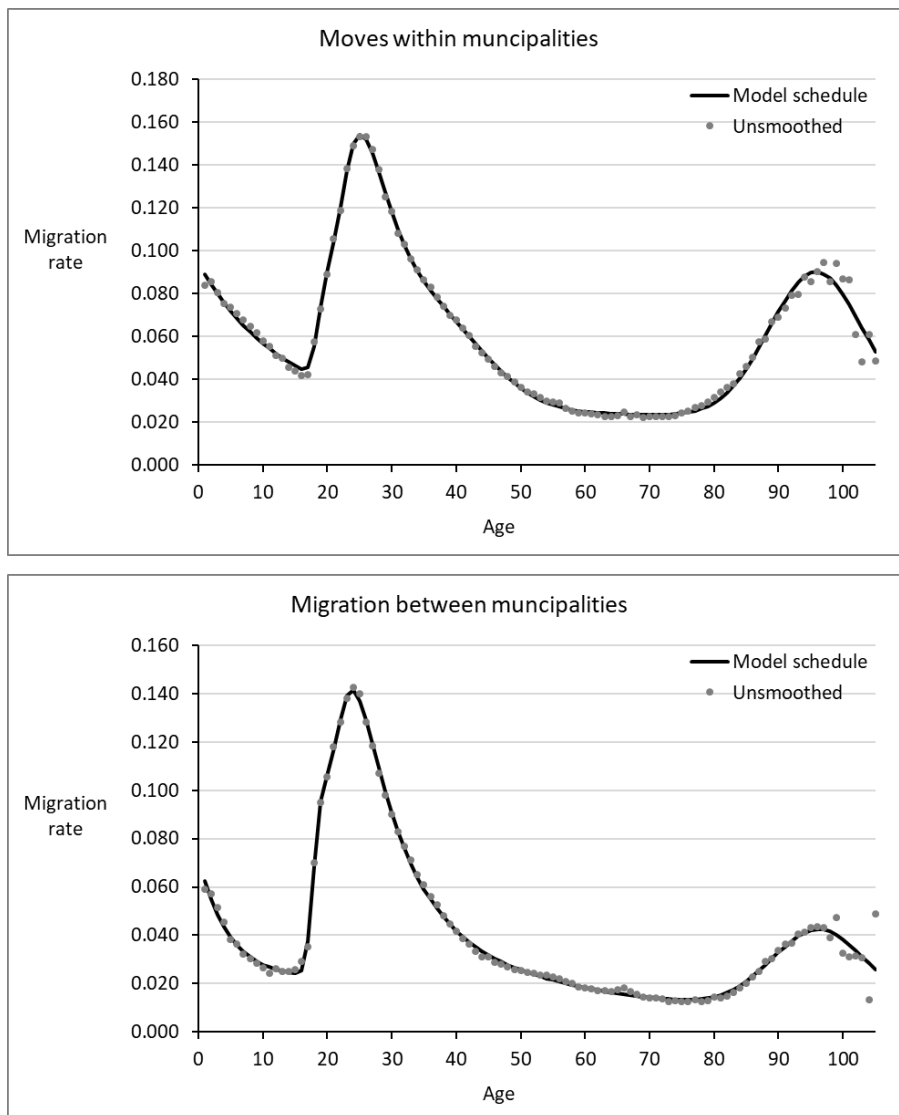 Moves within muncipalities
0.180
0.160
0.140
0.120
0.100
0.080
0.060
0.040
0.020
0.000
Migration
rate
Model schedule
Unsmoothed
0 10 20 30 40 50 60 70 80 90 100
Age
Migration between muncipalities
0.160
0.140
0.120
0.100
0.080
0.060
0.040
0.020
0.000
Migration
rate
Model schedule
Unsmoothed
0 10 20 30 40 50 60 70 80 90 100
Age